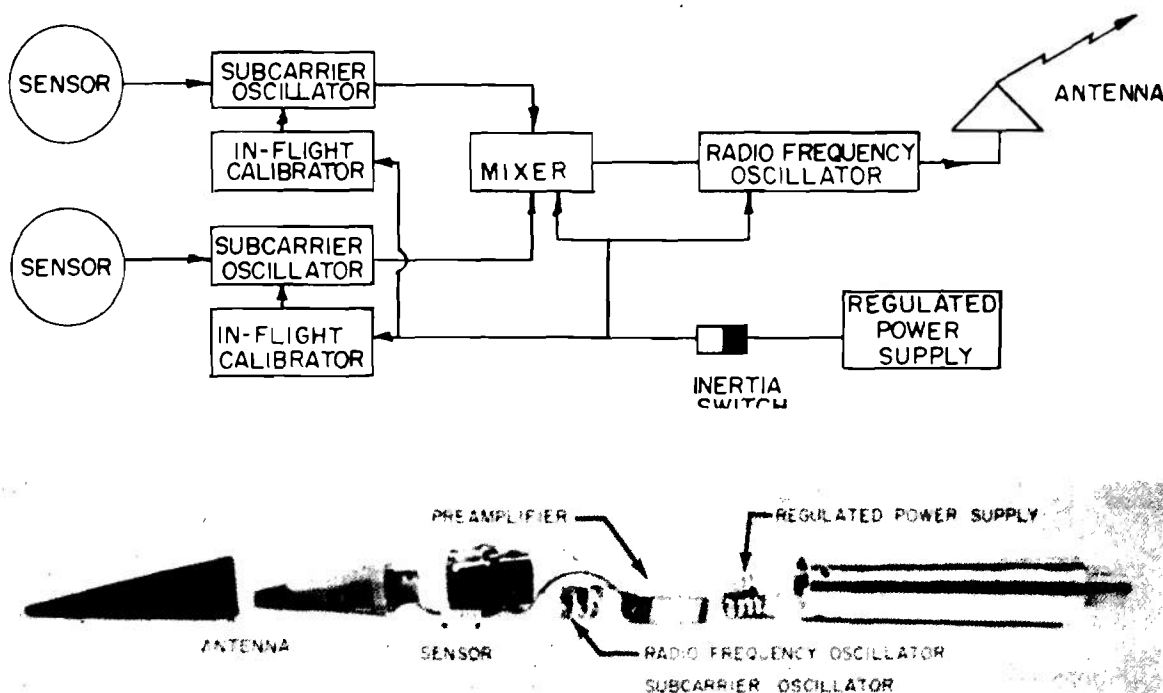 SENSOR
SUBCARRIER
OSCILLATOR
IN-FLIGHT
CALIBRATOR
MIXER
RADIO FREQUENCY
OSCILLATOR
ANTENNA
SENSOR
SUBCARRIER
OSCILLATOR
IN-FLIGHT
CALIBRATOR
REGULATED
POWER
SUPPLY
INERTIA
SWITCH
PREAMPLIFIER
REGULATED POWER SUPPLY
ANTENNA
SENSOR
RADIO FREQUENCY OSCILLATOR
SUBCARRIER OSCILLATOR